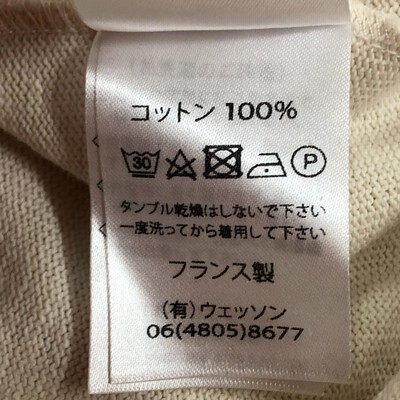 コットン 100%
30
P
タンブル乾燥はしないで下さい
一度洗ってから着用して下さい
フランス製
(有)ウェッソン
06(4805)8677